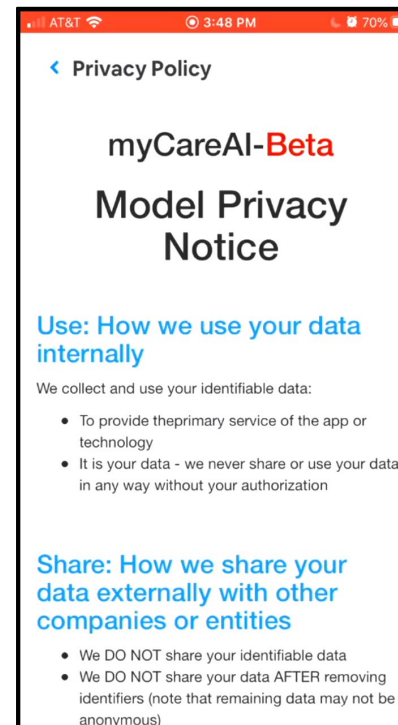 AT&T 3:48 PM 70%
Privacy Policy
myCareAI-Beta
Model Privacy
Notice
Use: How we use your data
internally
We collect and use your identifiable data:
• To provide theprimary service of the app or
technology
• It is your data - we never share or use your data
in any way without your authorization
Share: How we share your
data externally with other
companies or entities
• We DO NOT share your identifiable data
• We DO NOT share your data AFTER removing
identifiers (note that remaining data may not be
anonymous)